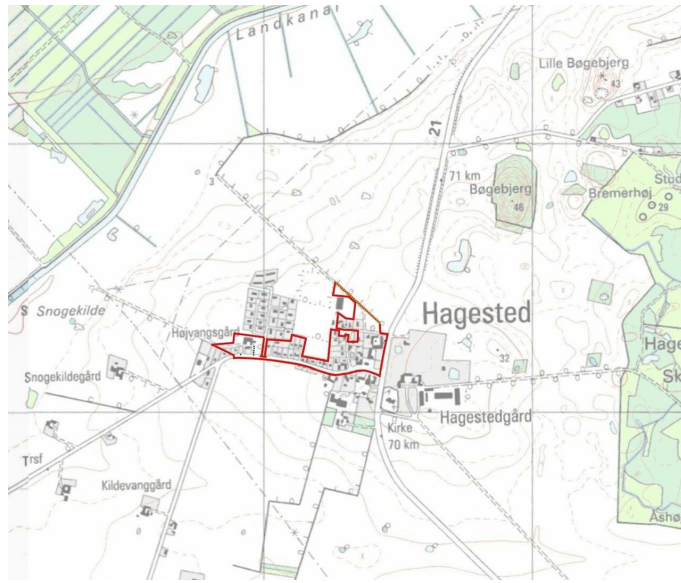 Landkanal
Lille Bøgebjerg
43
21
3
10
71 km
Bøgebjerg
46
Bremerhøj
Stud
29
S Snogekilde
Højvangsgård
Hagested
32
Snogekildegård
Hage
Sk
Hagestedgård
Kirke
70 km
Trsf
Kildevanggård
Åshø